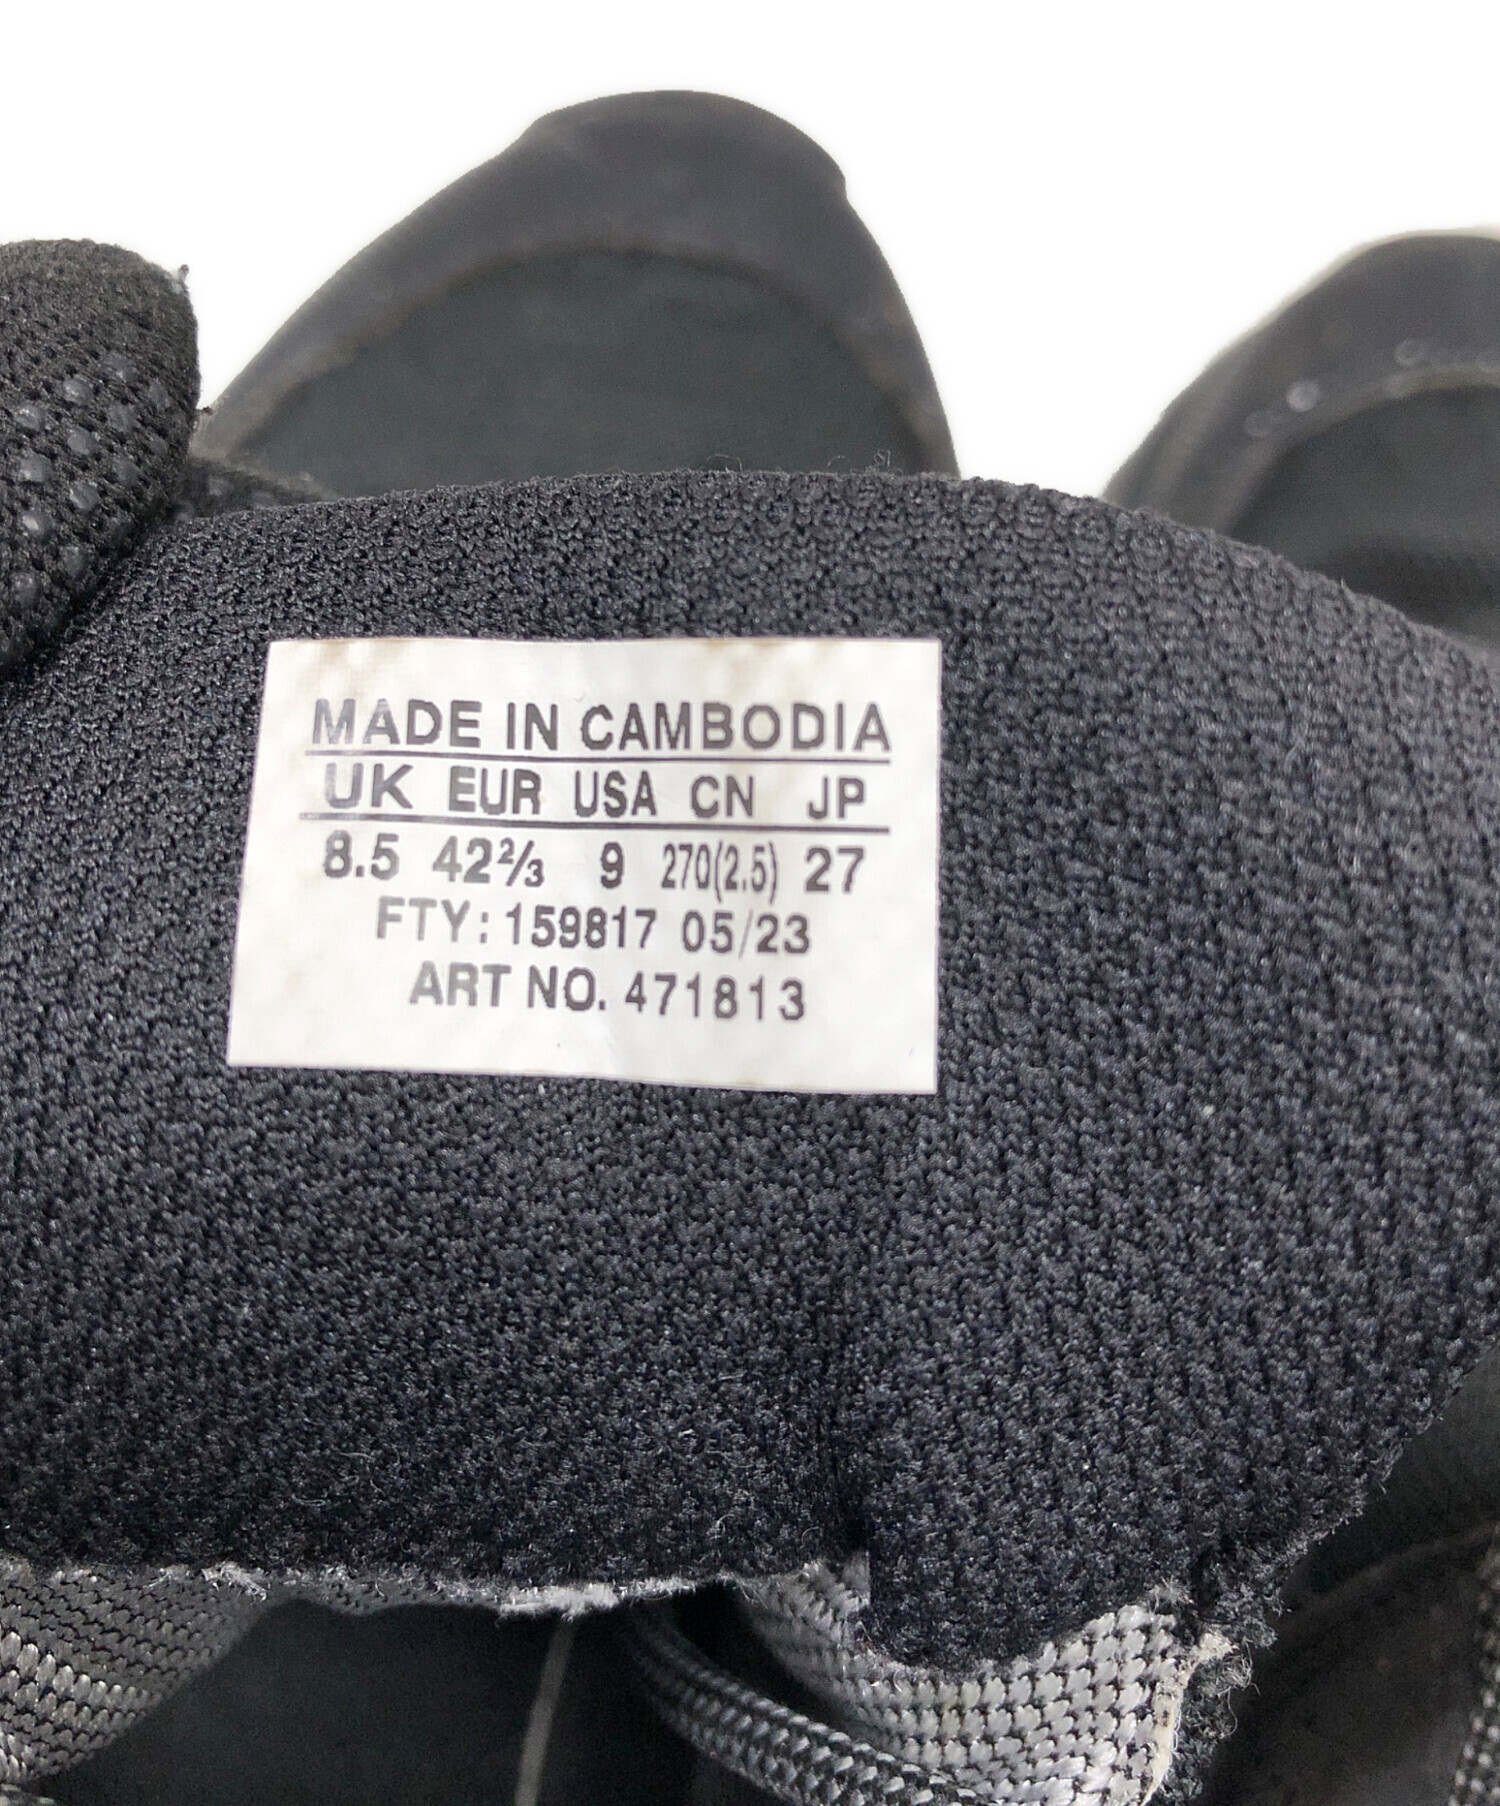 MADE IN CAMBODIA
UK EUR USA CN JP
8.5 42⅔ 9 270(2.5) 27
FTY: 159817 05/23
ART NO. 471813